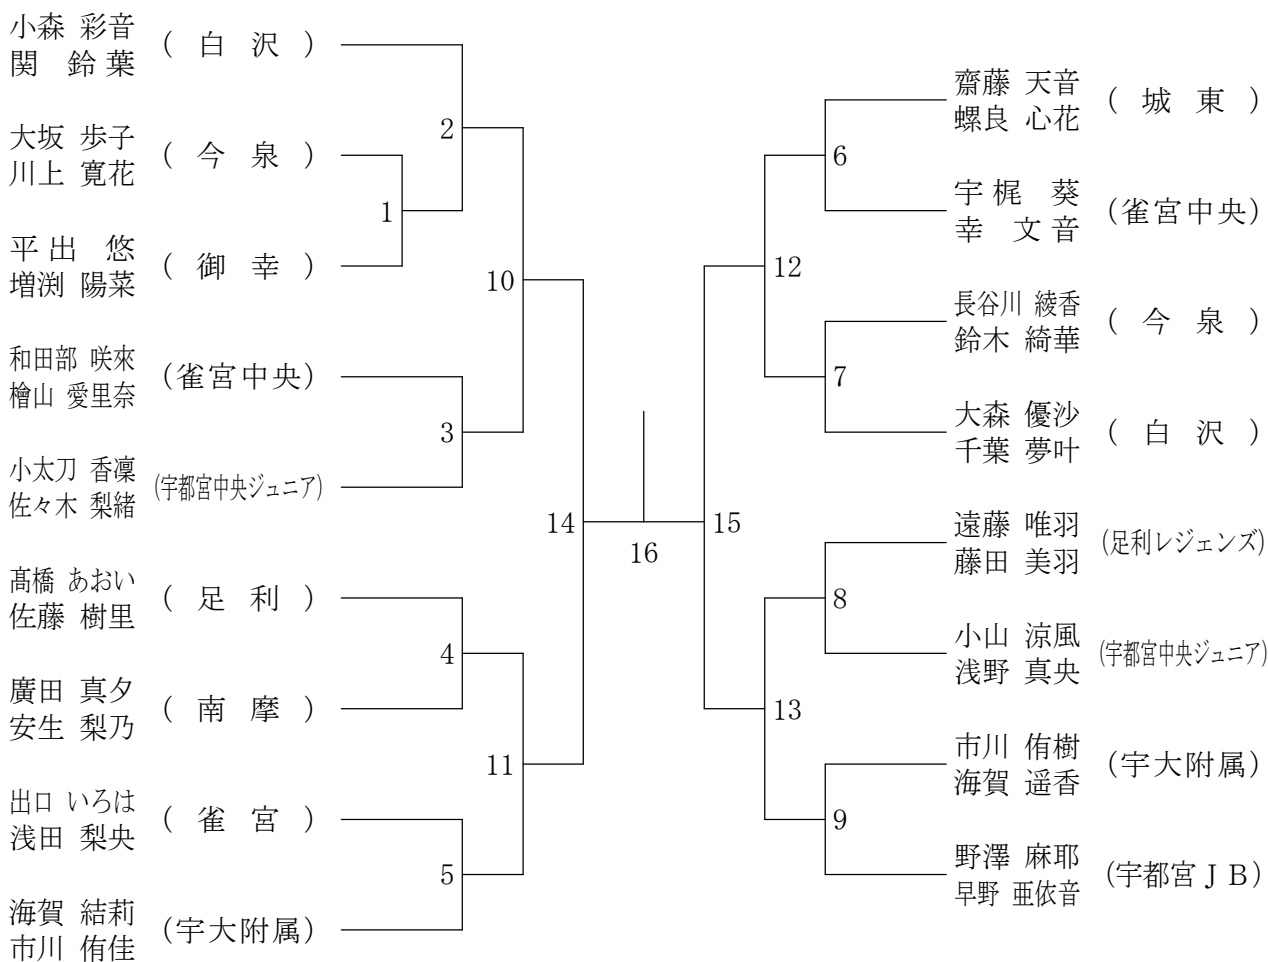 小森 彩音
関 鈴葉
( 白 沢 )
大坂 歩子
川上 寛花
( 今 泉 )
平出 悠
増渕 陽菜
( 御 幸 )
和田部 咲來
檜山 愛里奈
(雀宮中央)
小太刀 香凜
佐々木 梨緒
(宇都宮中央ジュニア)
髙橋 あおい
佐藤 樹里
( 足 利 )
廣田 真夕
安生 梨乃
( 南 摩 )
出口 いろは
浅田 梨央
( 雀 宮 )
海賀 結莉
市川 侑佳
(宇大附属)
2
1
10
3
14
4
11
5
16
15
6
12
7
8
13
9
齋藤 天音
螺良 心花
( 城 東 )
宇梶 葵
幸 文音
(雀宮中央)
長谷川 綾香
鈴木 綺華
( 今 泉 )
大森 優沙
千葉 夢叶
( 白 沢 )
遠藤 唯羽
藤田 美羽
(足利レジェンズ)
小山 涼風
浅野 真央
(宇都宮中央ジュニア)
市川 侑樹
海賀 遥香
(宇大附属)
野澤 麻耶
早野 亜依音
(宇都宮ＪＢ)